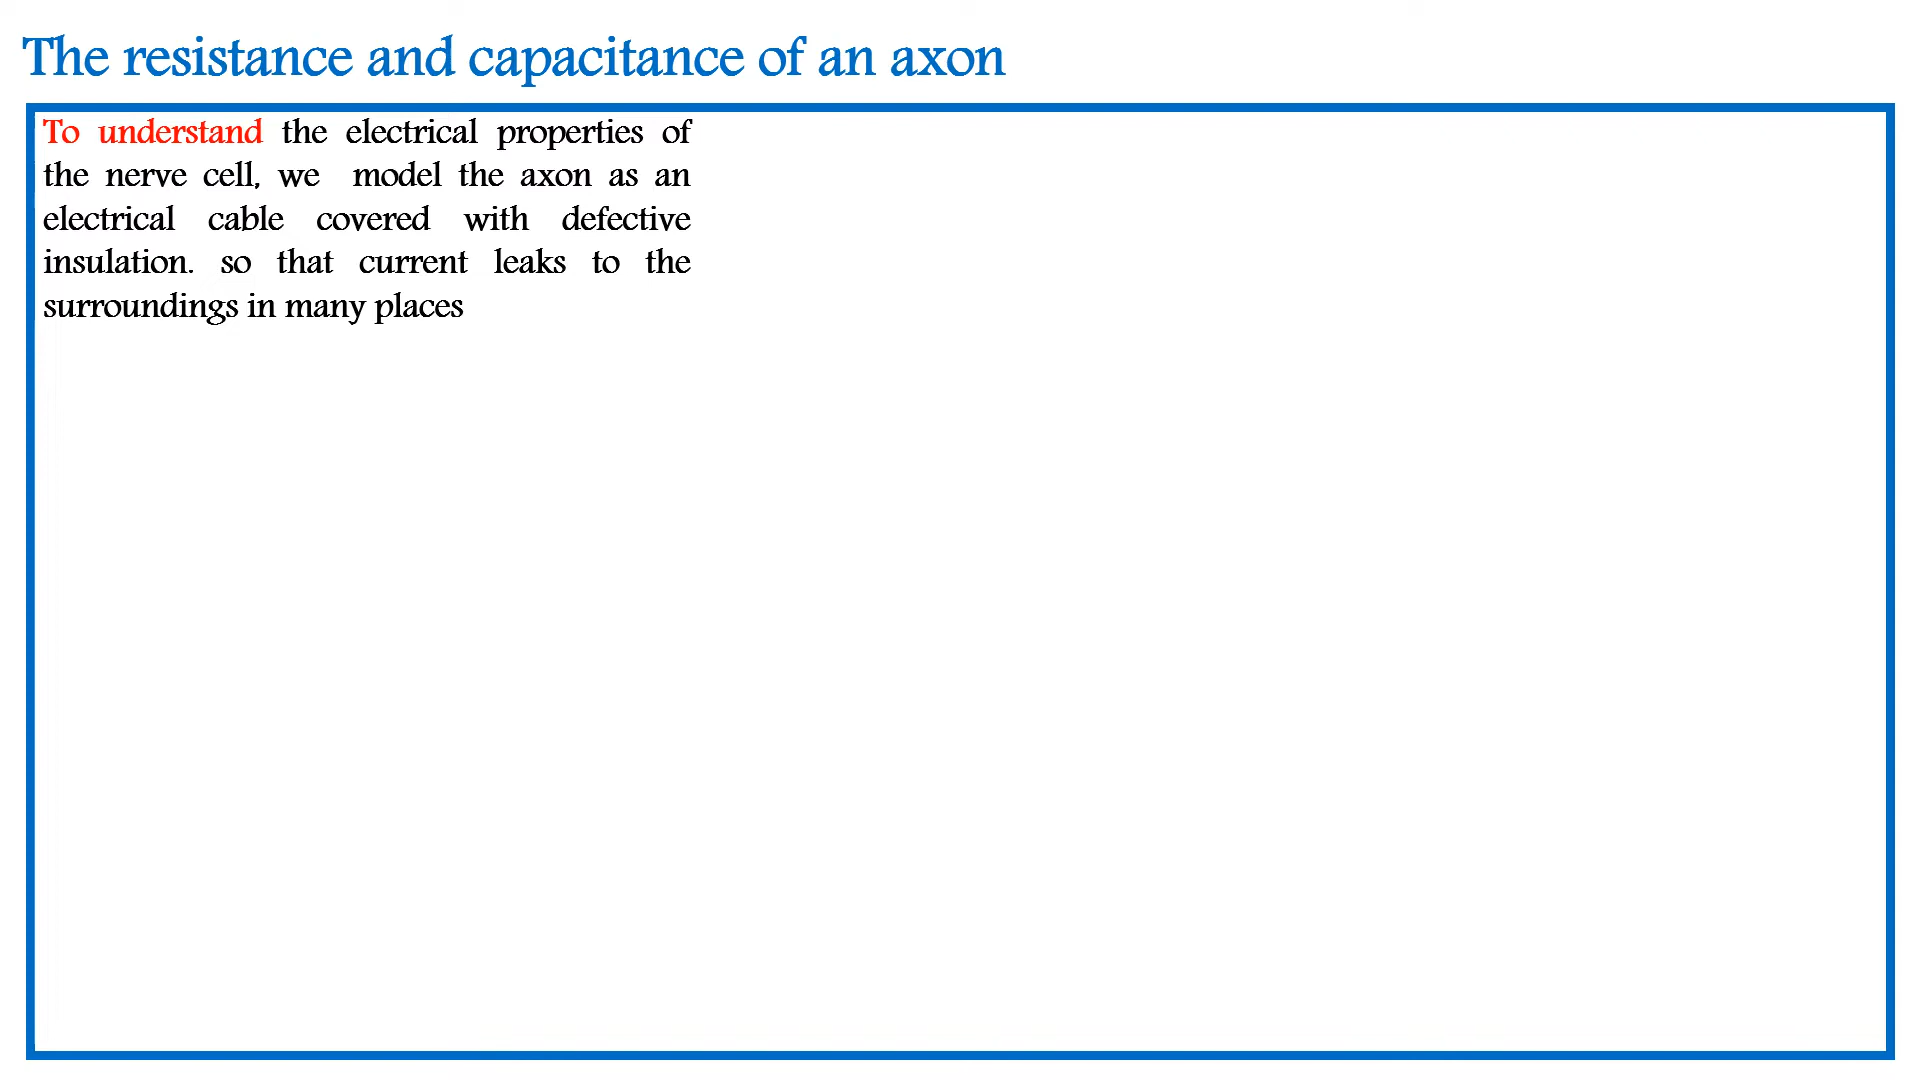 The resistance and capacitance of an axon
To understand the electrical properties of
the nerve cell, we model the axon as an
electrical cable covered with defective
insulation. so that current leaks to the
surroundings in many places